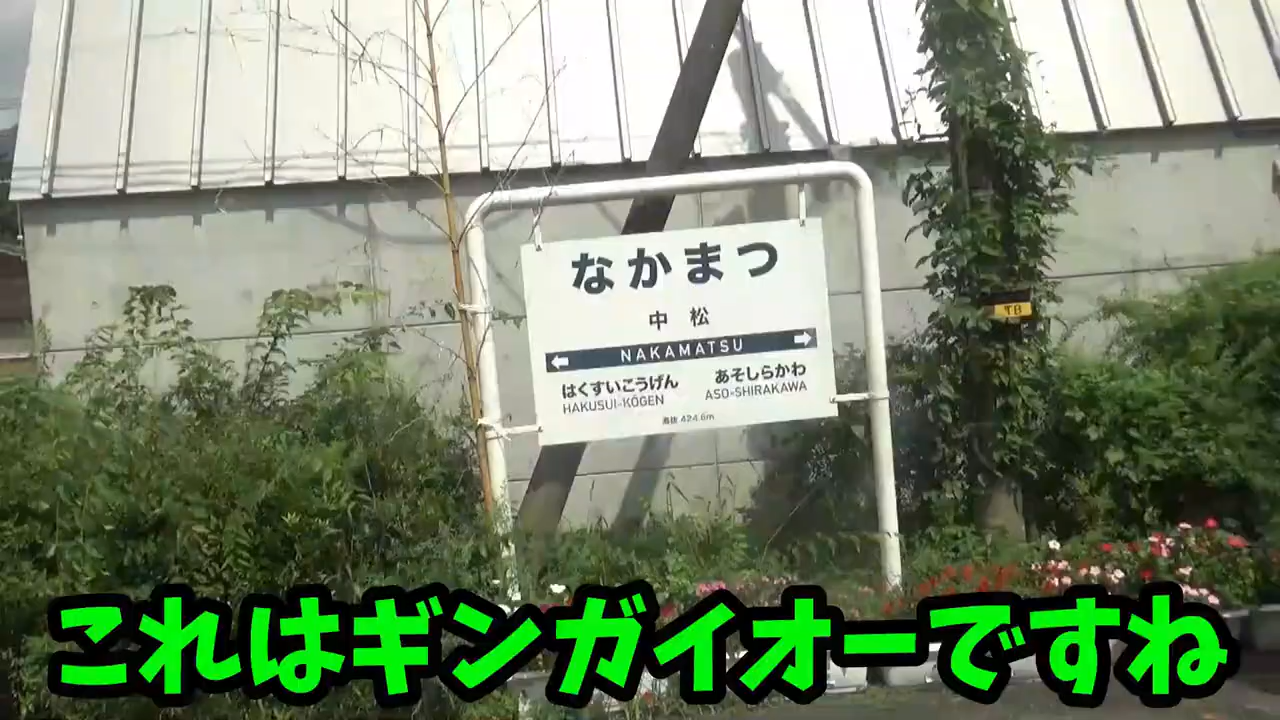 なかまつ
中松
NAKAMATSU
はくすいこうげん あそしらかわ
HAKUSUI-KŌGEN ASO-SHIRAKAWA
海抜 424.6m
TB
これはギンガイオーですね